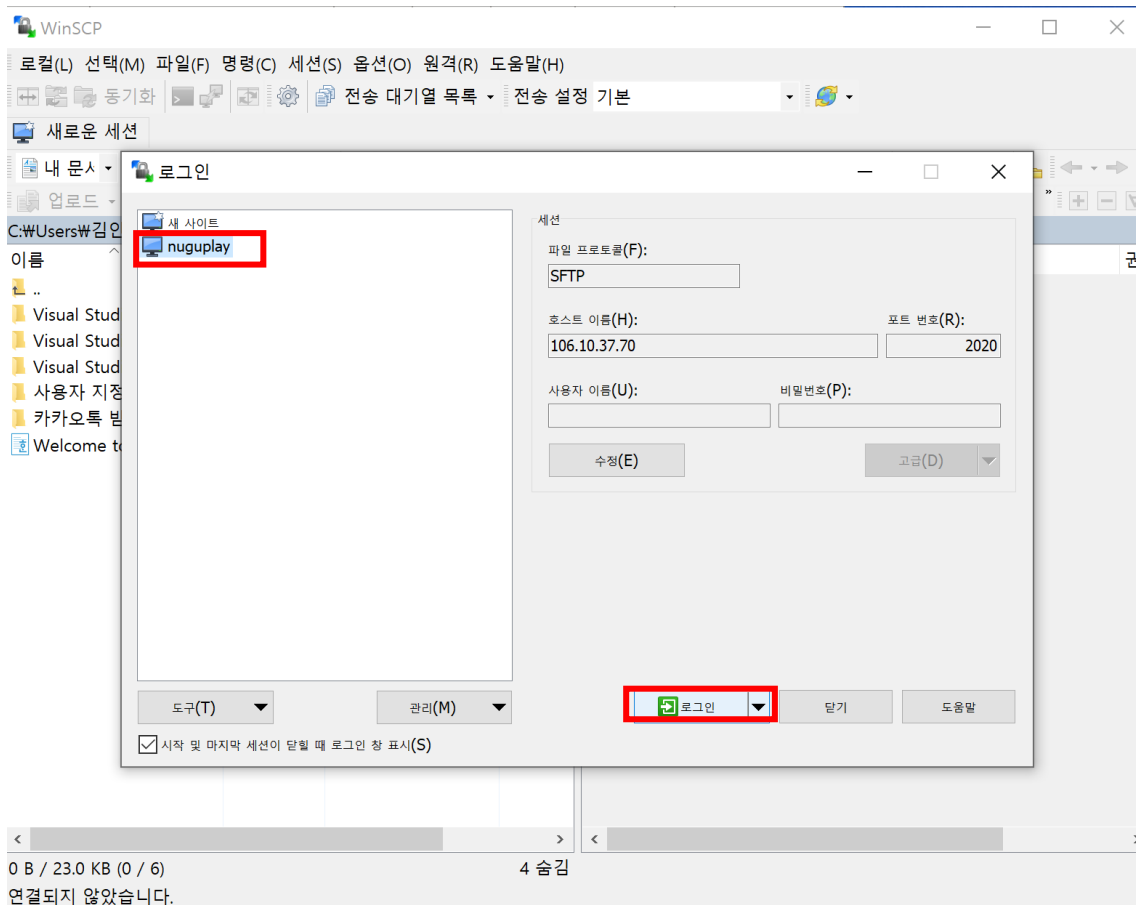 WinSCP
로컬(L) 선택(M) 파일(F) 명령(C) 세션(S) 옵션(O) 원격(R) 도움말(H)
동기화 전송 대기열 목록 전송 설정 기본
새로운 세션
내 문서
로그인
업로드
새 사이트
세션
C:₩Users₩김인
nuguplay
파일 프로토콜(F):
이름
SFTP
..
Visual Stud
호스트 이름(H): 포트 번호(R):
Visual Stud
106.10.37.70 2020
Visual Stud
사용자 지정
사용자 이름(U): 비밀번호(P):
카카오톡 받
Welcome to
수정(E) 고급(D)
도구(T) 관리(M) 로그인 닫기 도움말
시작 및 마지막 세션이 닫힐 때 로그인 창 표시(S)
0 B / 23.0 KB (0 / 6) 4 숨김
연결되지 않았습니다.